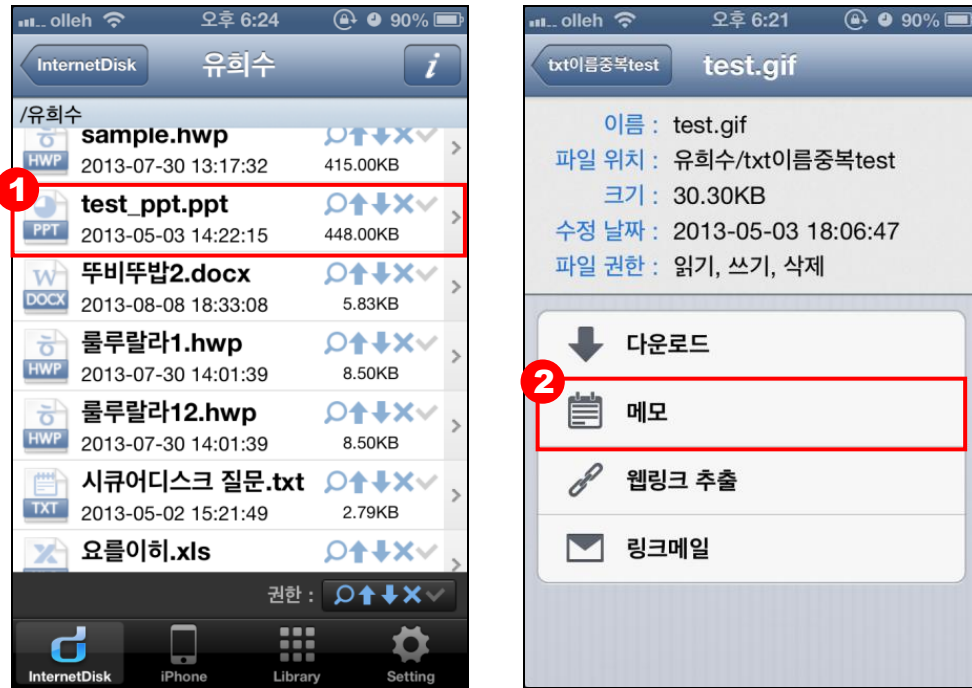 olleh 오후 6:24 90%
InternetDisk 유희수 i
/유희수
sample.hwp
HWP 2013-07-30 13:17:32 415.00KB
1
test_ppt.ppt
PPT 2013-05-03 14:22:15 448.00KB
뚜비뚜밥2.docx
DOCX 2013-08-08 18:33:08 5.83KB
룰루랄라1.hwp
HWP 2013-07-30 14:01:39 8.50KB
룰루랄라12.hwp
HWP 2013-07-30 14:01:39 8.50KB
시큐어디스크 질문.txt
TXT 2013-05-02 15:21:49 2.79KB
요를이히.xls
권한 :
InternetDisk iPhone Library Setting
olleh 오후 6:21 90%
txt이름중복test test.gif
이름 : test.gif
파일 위치 : 유희수/txt이름중복test
크기 : 30.30KB
수정 날짜 : 2013-05-03 18:06:47
파일 권한 : 읽기, 쓰기, 삭제
다운로드
2
메모
웹링크 추출
링크메일